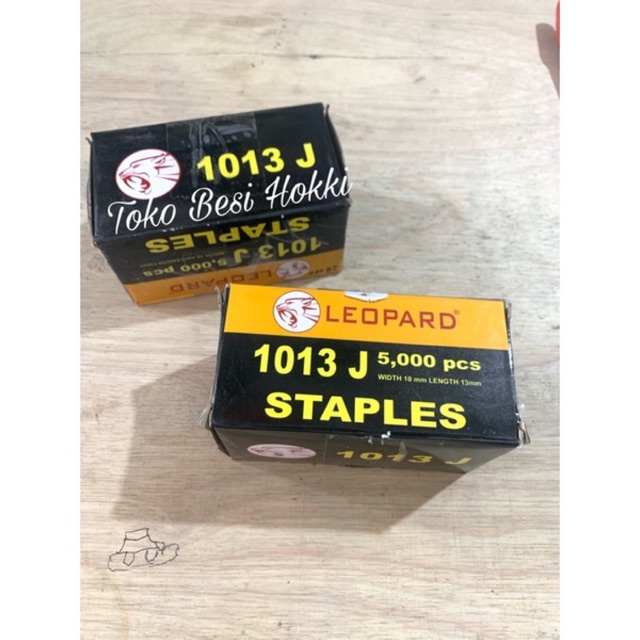 1013 J
Toko Besi Hokki
STAPLES
1013 J 5,000 pcs
LEOPARD
LEOPARD®
1013 J 5,000 pcs
WIDTH 10 mm LENGTH 13mm
STAPLES
1013 J